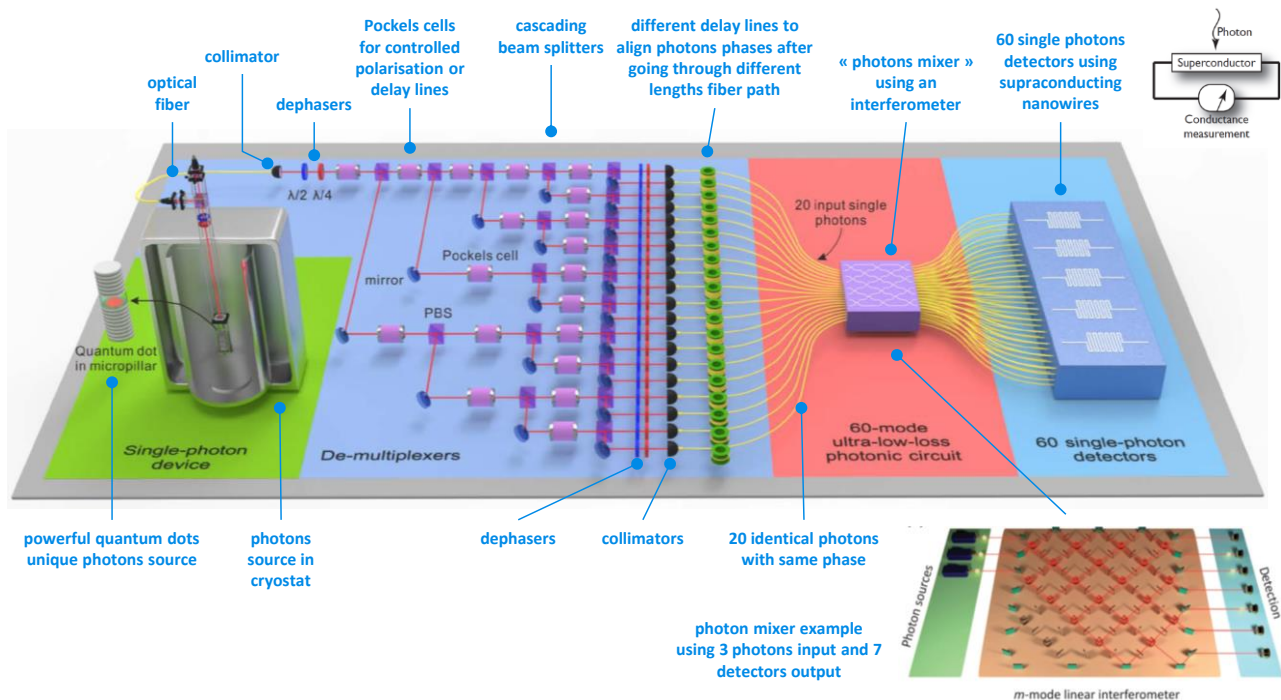 Pockels cells
for controlled
polarisation or
delay lines
cascading
beam splitters
different delay lines to
align photons phases after
going through different
lengths fiber path
« photons mixer »
using an
interferometer
60 single photons
detectors using
supraconducting
nanowires
Photon
Superconductor
Conductance
measurement
collimator
optical
fiber
dephasers
λ/2 λ/4
20 input single
photons
mirror
Pockels cell
PBS
Quantum dot
in micropillar
Single-photon
device
De-multiplexers
60-mode
ultra-low-loss
photonic circuit
60 single-photon
detectors
powerful quantum dots
unique photons source
photons
source in
cryostat
dephasers
collimators
20 identical photons
with same phase
photon mixer example
using 3 photons input and 7
detectors output
Photon sources
Detection
m-mode linear interferometer